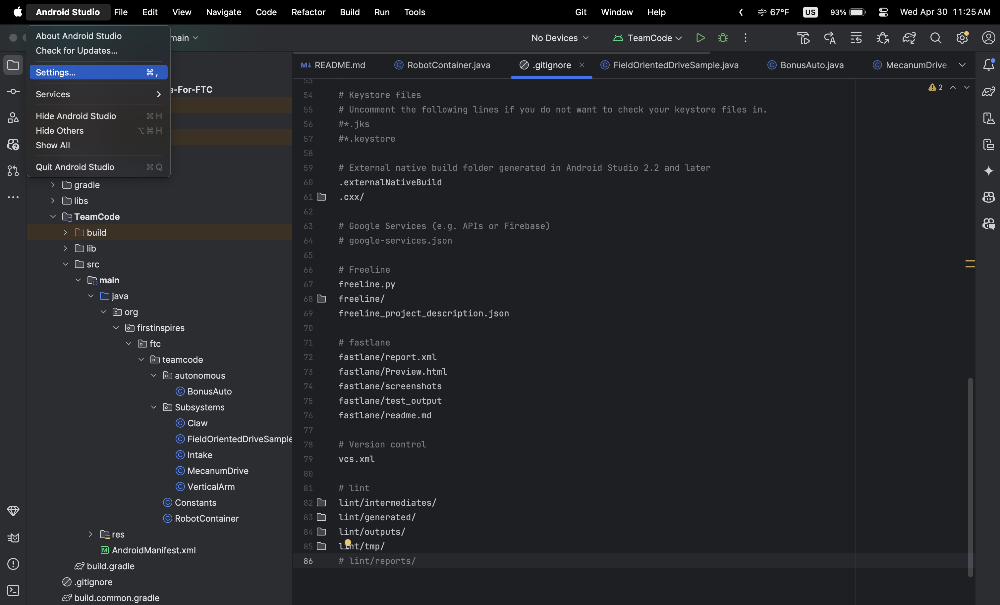 Android Studio File Edit View Navigate Code Refactor Build Run Tools Git Window Help 67°F US 93% Wed Apr 30 11:25 AM
About Android Studio
Check for Updates...
Settings... ⌘ ,
Services
Hide Android Studio ⌘ H
Hide Others ⌥ ⌘ H
Show All
Quit Android Studio ⌘ Q
main
No Devices
TeamCode
a-For-FTC
gradle
libs
TeamCode
build
lib
src
main
java
org
firstinspires
ftc
teamcode
autonomous
BonusAuto
Subsystems
Claw
FieldOrientedDriveSample
Intake
MecanumDrive
VerticalArm
Constants
RobotContainer
res
AndroidManifest.xml
build.gradle
.gitignore
build.common.gradle
README.md RobotContainer.java .gitignore FieldOrientedDriveSample.java BonusAuto.java MecanumDrive.
2
53
54 # Keystore files
55 # Uncomment the following lines if you do not want to check your keystore files in.
56 #*.jks
57 #*.keystore
58
59 # External native build folder generated in Android Studio 2.2 and later
60 .externalNativeBuild
61 .cxx/
62
63 # Google Services (e.g. APIs or Firebase)
64 # google-services.json
65
66 # Freeline
67 freeline.py
68 freeline/
69 freeline_project_description.json
70
71 # fastlane
72 fastlane/report.xml
73 fastlane/Preview.html
74 fastlane/screenshots
75 fastlane/test_output
76 fastlane/readme.md
77
78 # Version control
79 vcs.xml
80
81 # lint
82 lint/intermediates/
83 lint/generated/
84 lint/outputs/
85 lint/tmp/
86 # lint/reports/